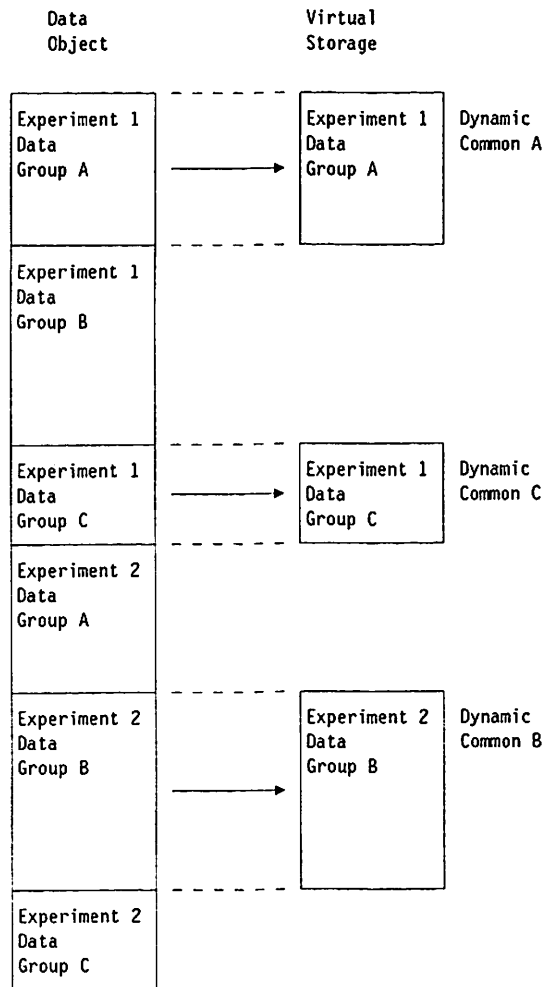 Data
Object
Virtual
Storage
Experiment 1
Data
Group A
Experiment 1
Data
Group A
Dynamic
Common A
Experiment 1
Data
Group B
Experiment 1
Data
Group C
Experiment 1
Data
Group C
Dynamic
Common C
Experiment 2
Data
Group A
Experiment 2
Data
Group B
Experiment 2
Data
Group B
Dynamic
Common B
Experiment 2
Data
Group C